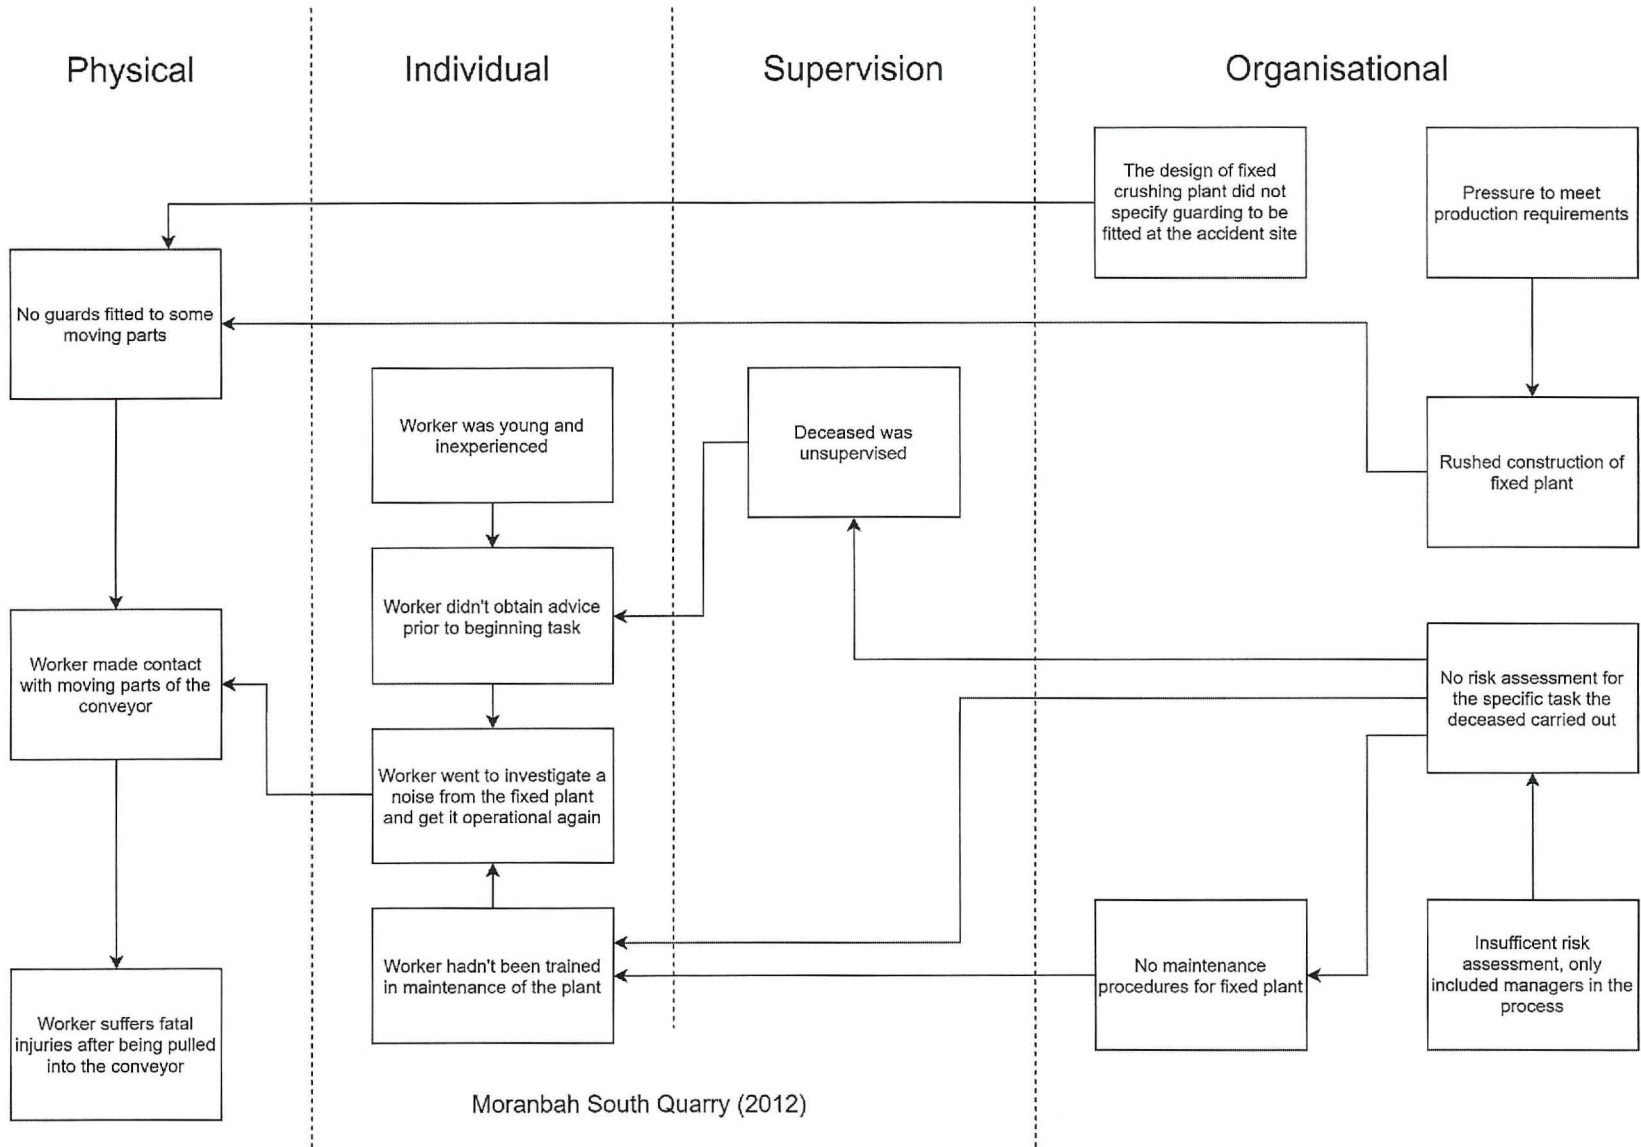 Physical
Individual
Supervision
Organisational
The design of fixed
crushing plant did not
specify guarding to be
fitted at the accident site
Pressure to meet
production requirements
No guards fitted to some
moving parts
Worker was young and
inexperienced
Deceased was
unsupervised
Rushed construction of
fixed plant
Worker didn't obtain advice
prior to beginning task
Worker made contact
with moving parts of the
conveyor
No risk assessment for
the specific task the
deceased carried out
Worker went to investigate a
noise from the fixed plant
and get it operational again
Worker hadn't been trained
in maintenance of the plant
No maintenance
procedures for fixed plant
Insufficent risk
assessment, only
included managers in the
process
Worker suffers fatal
injuries after being pulled
into the conveyor
Moranbah South Quarry (2012)